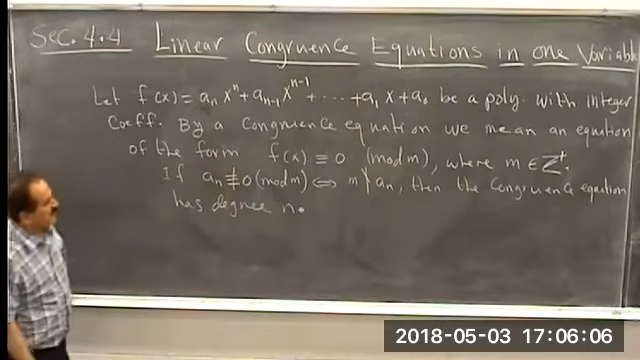 Sec. 4.4 Linear Congruence Equations in one Variable
Let f(x) = aₙxⁿ + aₙ₋₁xⁿ⁻¹ + ... + a₁x + a₀ be a poly. with integer
Coeff. By a Congruence equation we mean an equation
of the form f(x) ≡ 0 (mod m), where m ∈ ℤ⁺.
If aₙ ≢ 0 (mod m) ⇔ m ∤ aₙ, then the Congruence equation
has degree n.
2018-05-03 17:06:06